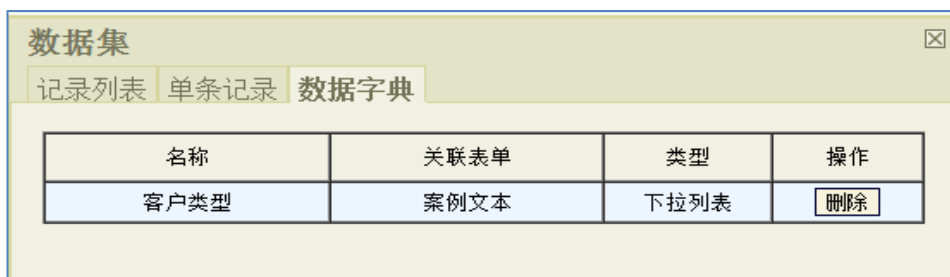 数据集
记录列表 单条记录 数据字典
名称 关联表单 类型 操作
客户类型 案例文本 下拉列表 删除